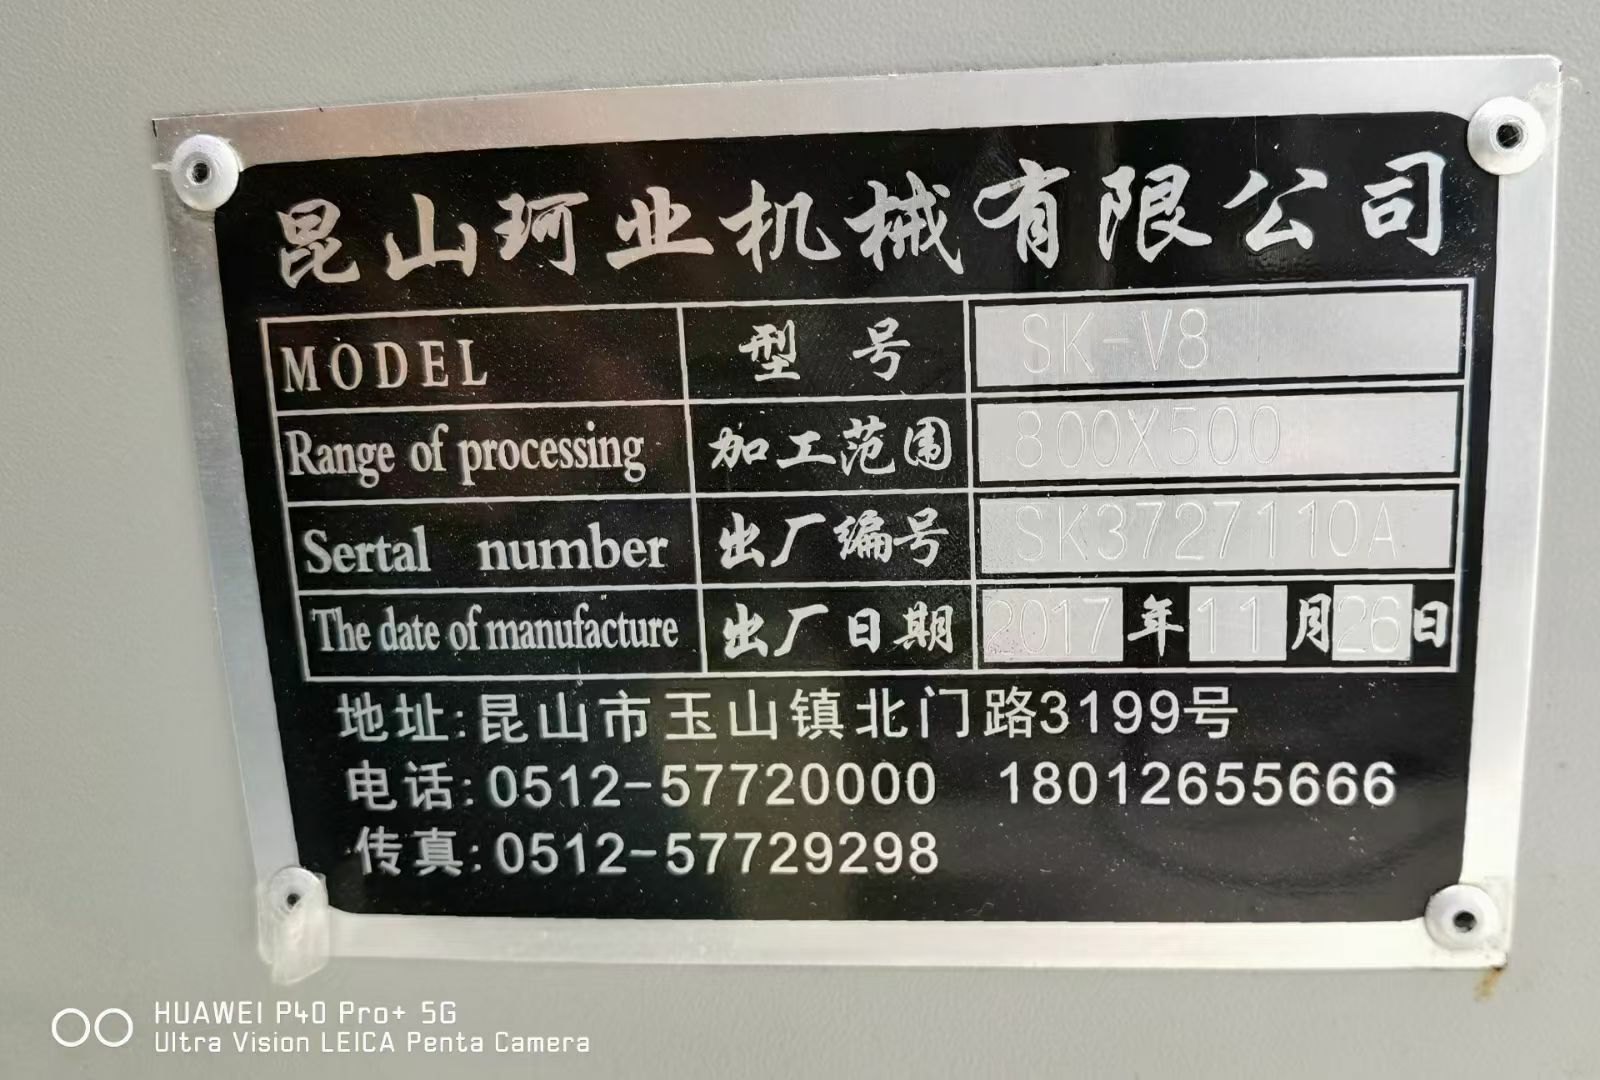 昆山珂业机械有限公司
MODEL 型号 SK-V8
Range of processing 加工范围 800X500
Sertal number 出厂编号 SK3727110A
The date of manufacture 出厂日期 2017年11月26日
地址:昆山市玉山镇北门路3199号
电话:0512-57720000 18012655666
传真:0512-57729298
HUAWEI P40 Pro+ 5G
Ultra Vision LEICA Penta Camera